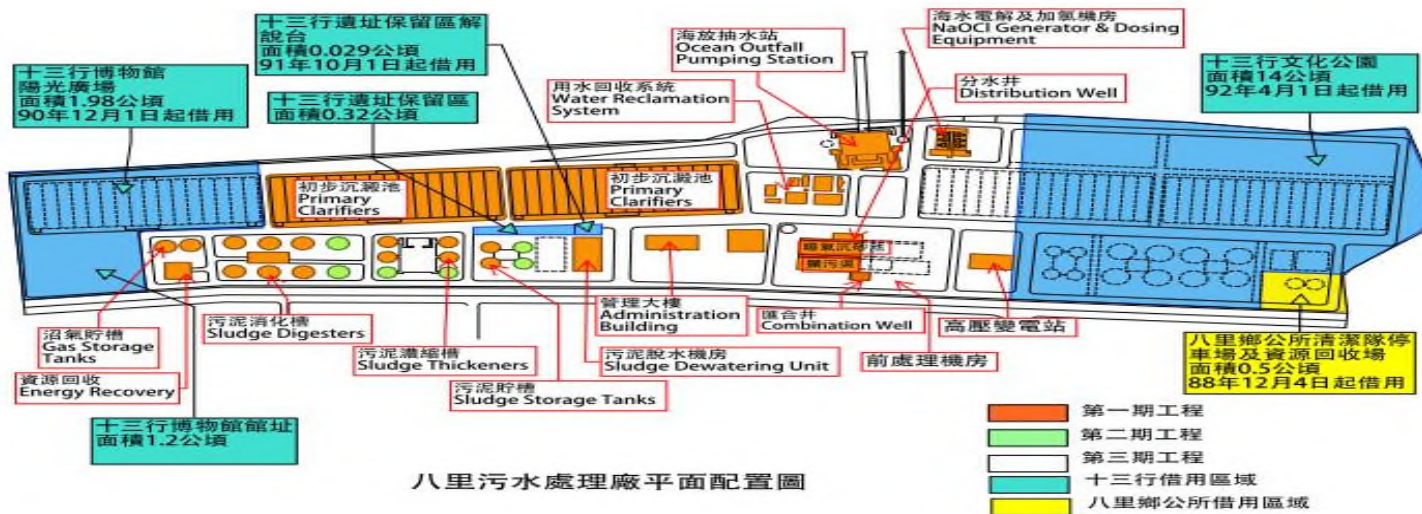 十三行博物館
陽光廣場
面積1.98公頃
90年12月1日起借用
十三行遺址保留區解
說台
面積0.029公頃
91年10月1日起借用
十三行遺址保留區
面積0.32公頃
用水回收系統
Water Reclamation
System
海放抽水站
Ocean Outfall
Pumping Station
海水電解及加氯機房
NaOCl Generator & Dosing
Equipment
分水井
Distribution Well
十三行文化公園
面積14公頃
92年4月1日起借用
初步沉澱池
Primary
Clarifiers
初步沉澱池
Primary
Clarifiers
曝氣沉砂池
攔污柵
沼氣貯槽
Gas Storage
Tanks
資源回收
Energy Recovery
污泥消化槽
Sludge Digesters
污泥濃縮槽
Sludge Thickeners
污泥貯槽
Sludge Storage Tanks
管理大樓
Administration
Building
污泥脫水機房
Sludge Dewatering Unit
匯合井
Combination Well
前處理機房
高壓變電站
八里鄉公所清潔隊停
車場及資源回收場
面積0.5公頃
88年12月4日起借用
十三行博物館館址
面積1.2公頃
八里污水處理廠平面配置圖
第一期工程
第二期工程
第三期工程
十三行借用區域
八里鄉公所借用區域